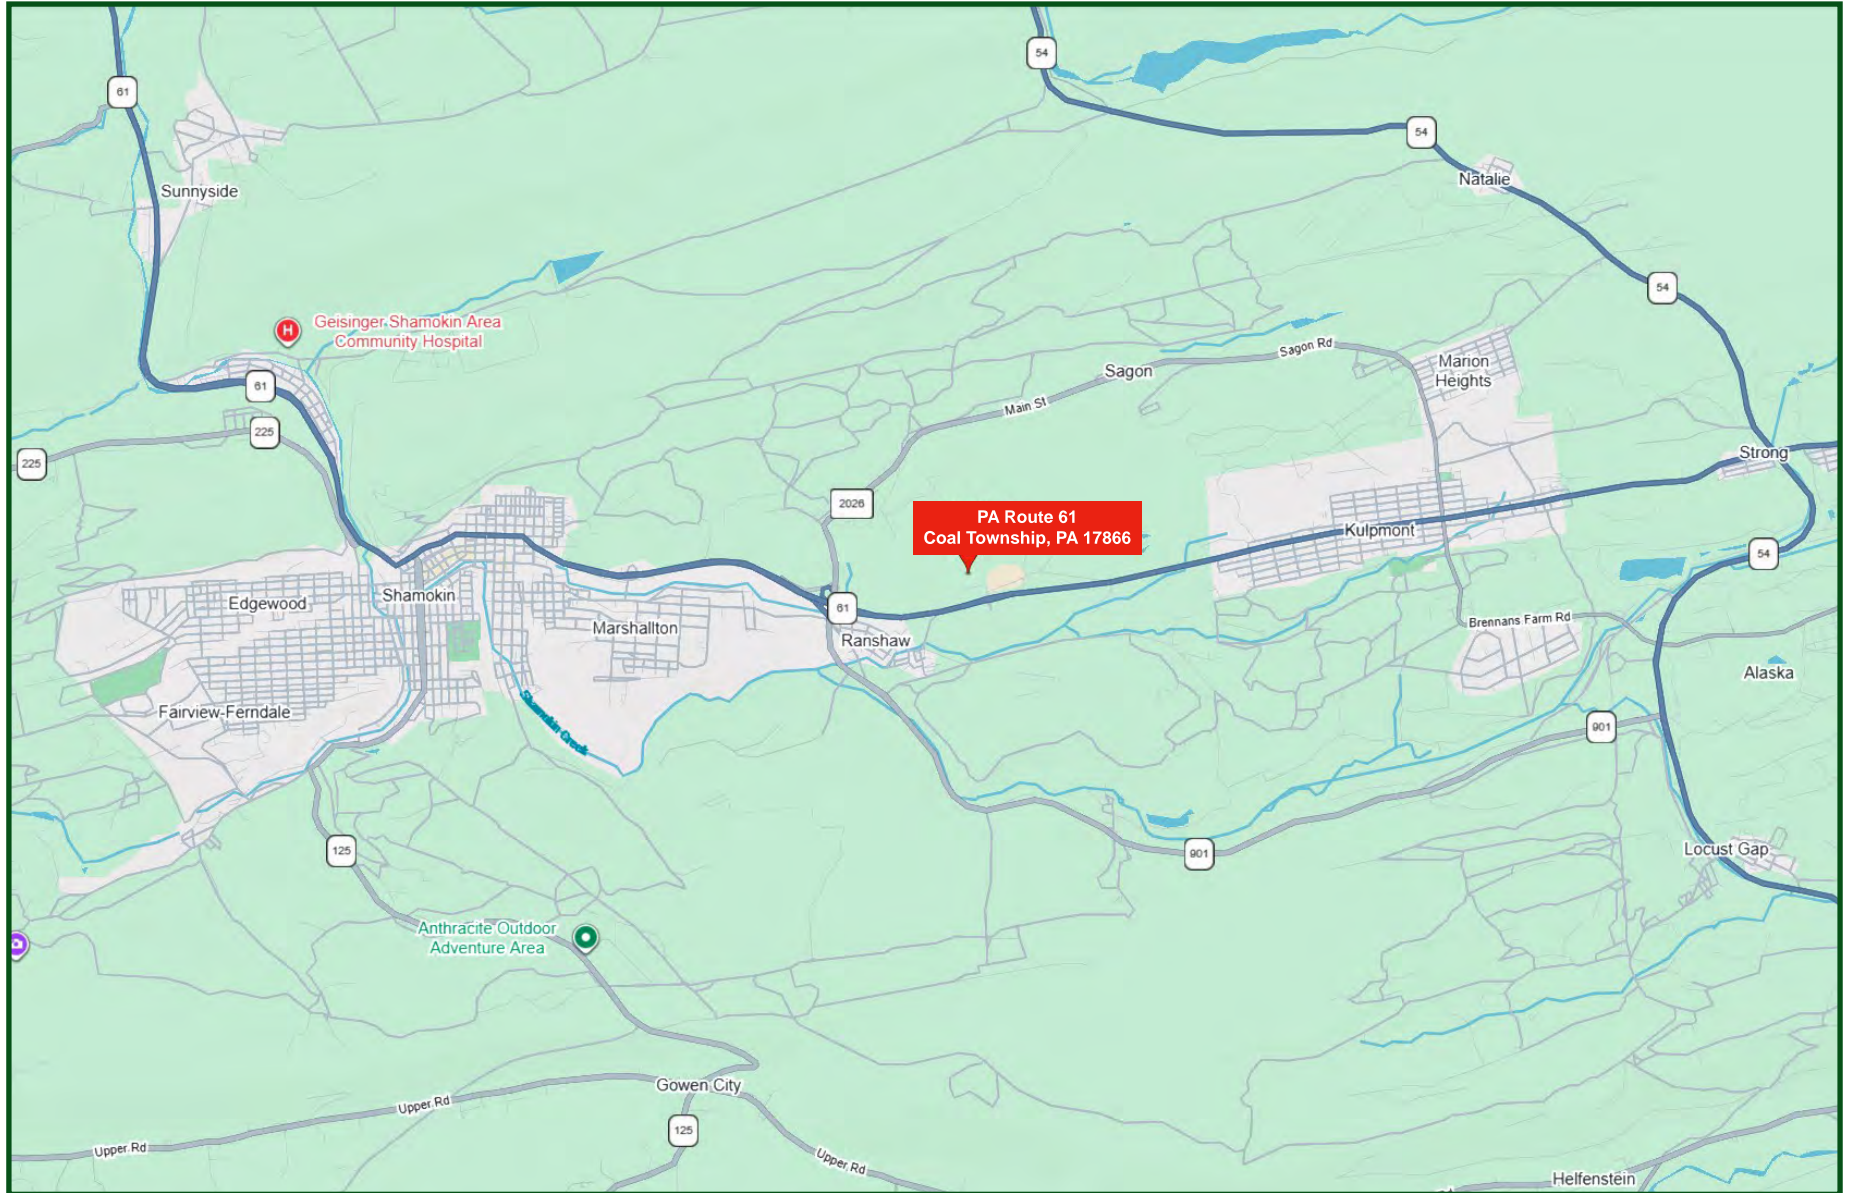 54
61
54
Natalie
Sunnyside
54
H
Geisinger Shamokin Area
Community Hospital
Sagon Rd
Marion
Heights
Sagon
61
Main St
225
Strong
225
2026
PA Route 61
Coal Township, PA 17866
Kulpmont
54
Shamokin
Edgewood
61
Marshallton
Ranshaw
Brennans Farm Rd
Alaska
Fairview-Ferndale
Shamokin Creek
901
Locust Gap
125
901
Anthracite Outdoor
Adventure Area
Gowen City
Upper Rd
125
Upper Rd
Upper Rd
Helfenstein